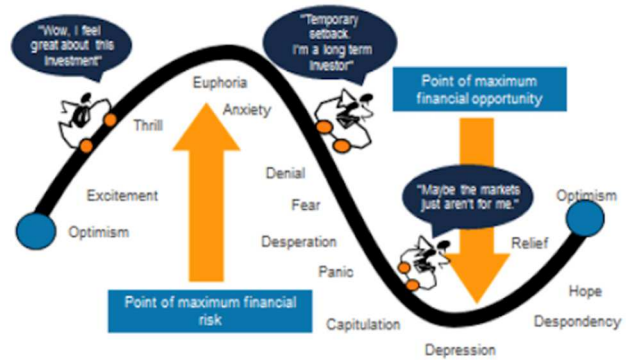 "Wow, I feel
great about this
Investment"
"Temporary
setback.
I'm a long term
Investor"
Point of maximum
financial opportunity
Euphoria
Anxiety
Thrill
Denial
Excitement
Fear
"Maybe the markets
just aren't for me."
Optimism
Optimism
Desperation
Relief
Panic
Hope
Point of maximum financial
risk
Capitulation
Despondency
Depression